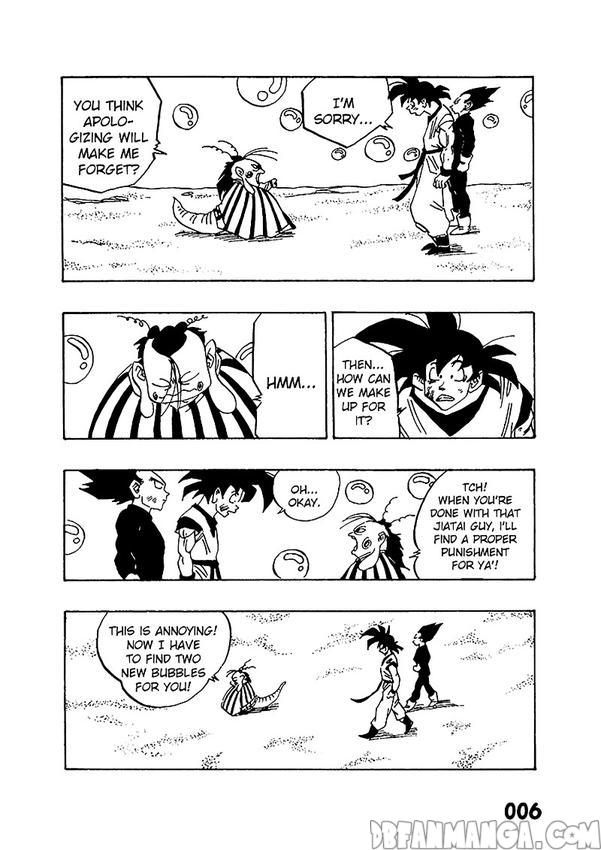 I'M
SORRY...
YOU THINK
APOLO-
GIZING WILL
MAKE ME
FORGET?
THEN...
HOW CAN
WE MAKE
UP FOR
IT?
HMM...
TCH!
WHEN YOU'RE
DONE WITH THAT
JIATAI GUY, I'LL
FIND A PROPER
PUNISHMENT
FOR YA'!
OH...
OKAY.
THIS IS ANNOYING!
NOW I HAVE
TO FIND TWO
NEW BUBBLES
FOR YOU!
006
DBFANMANGA.COM